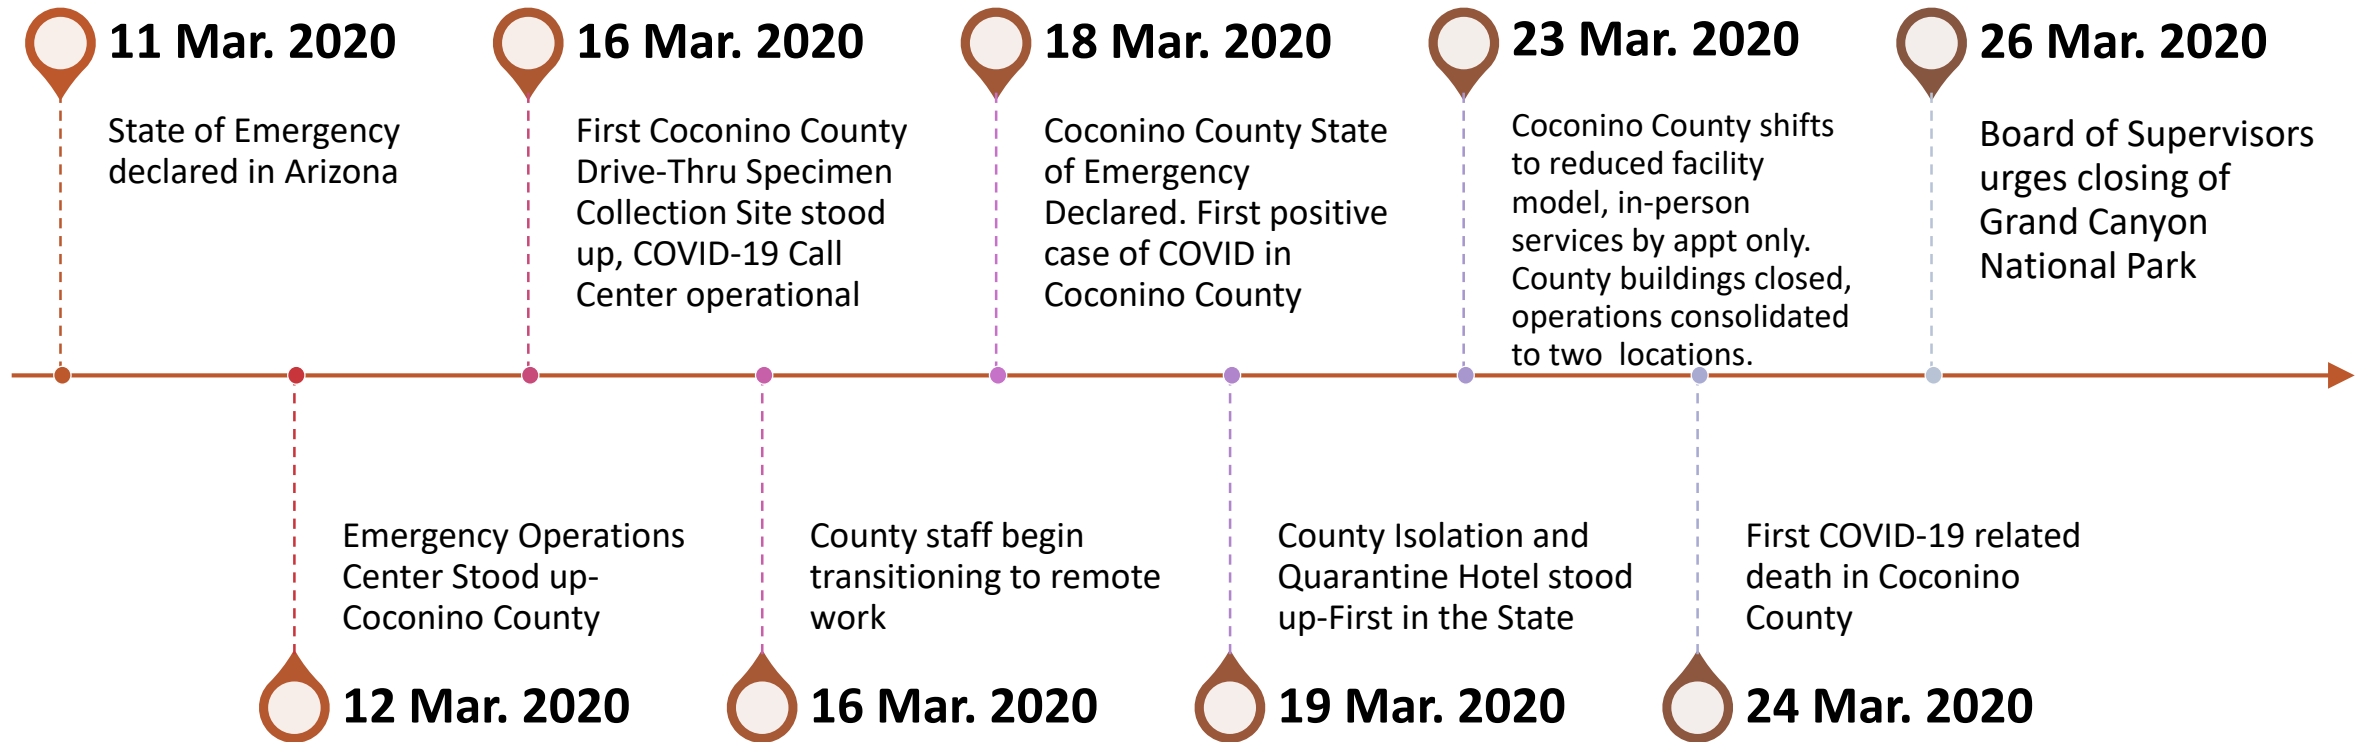 11 Mar. 2020
State of Emergency
declared in Arizona
16 Mar. 2020
First Coconino County
Drive-Thru Specimen
Collection Site stood
up, COVID-19 Call
Center operational
18 Mar. 2020
Coconino County State
of Emergency
Declared. First positive
case of COVID in
Coconino County
23 Mar. 2020
Coconino County shifts
to reduced facility
model, in-person
services by appt only.
County buildings closed,
operations consolidated
to two  locations.
26 Mar. 2020
Board of Supervisors
urges closing of
Grand Canyon
National Park
Emergency Operations
Center Stood up-
Coconino County
12 Mar. 2020
County staff begin
transitioning to remote
work
16 Mar. 2020
County Isolation and
Quarantine Hotel stood
up-First in the State
19 Mar. 2020
First COVID-19 related
death in Coconino
County
24 Mar. 2020